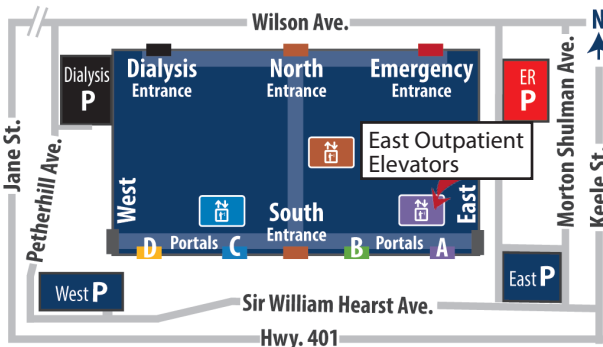 Wilson Ave.
N
Dialysis
P
Dialysis
Entrance
North
Entrance
Emergency
Entrance
ER
P
Jane St.
Petherhill Ave.
Morton Shulman Ave.
Keele St.
East Outpatient
Elevators
West
East
South
Entrance
D Portals C
B Portals A
West P
East P
Sir William Hearst Ave.
Hwy. 401